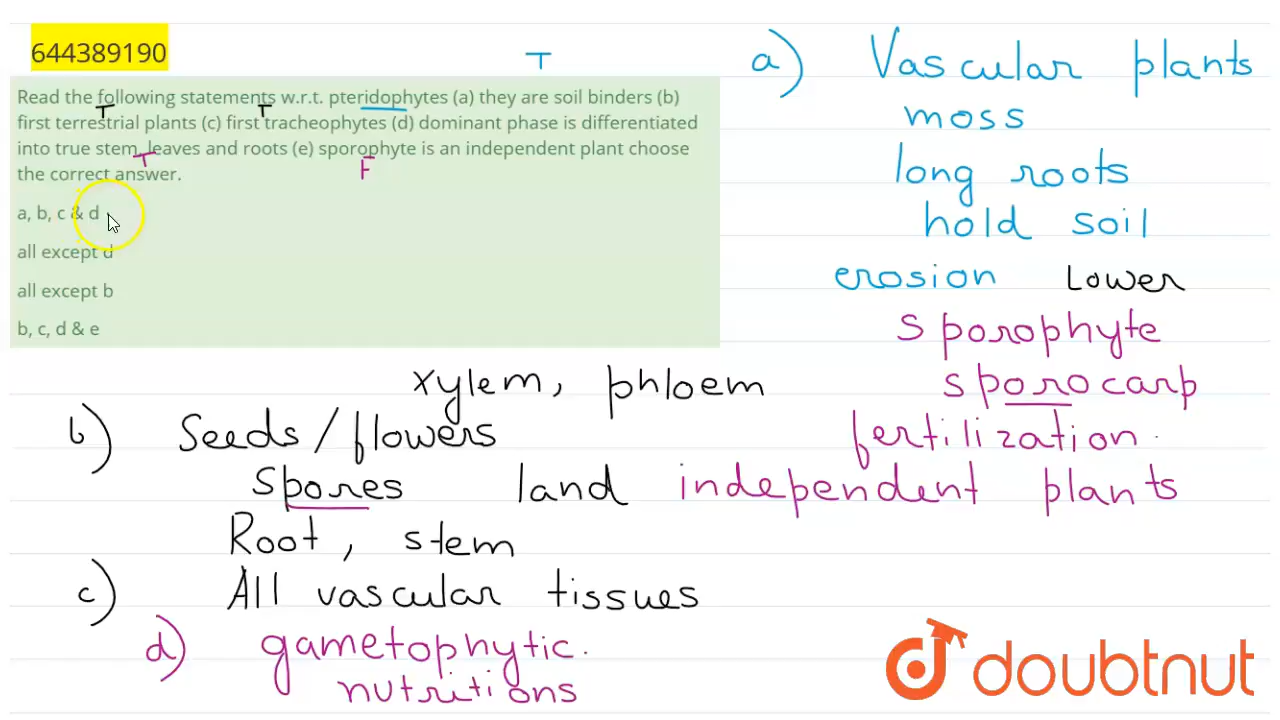 644389190
T
a) Vascular plants
Read the following statements w.r.t. pteridophytes (a) they are soil binders (b)
T T
first terrestrial plants (c) first tracheophytes (d) dominant phase is differentiated
into true stem, leaves and roots (e) sporophyte is an independent plant choose
T F
the correct answer.
a, b, c & d
all except d
all except b
b, c, d & e
moss
long roots
hold soil
erosion Lower
sporophyte
sporocarp
fertilization.
independent plants
xylem, phloem
b) Seeds/flowers
Spores land
Root, stem
c) All vascular tissues
d) gametophytic.
nutritions
doubtnut